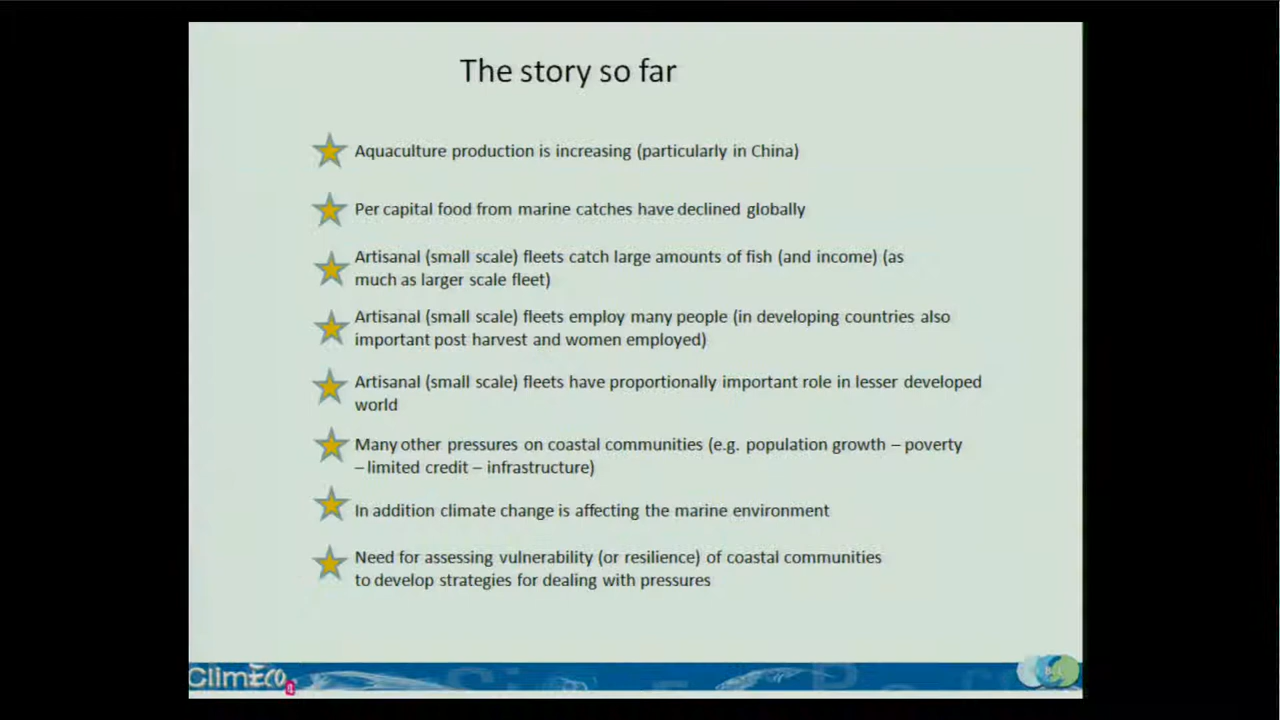 The story so far
Aquaculture production is increasing (particularly in China)
Per capital food from marine catches have declined globally
Artisanal (small scale) fleets catch large amounts of fish (and income) (as
much as larger scale fleet)
Artisanal (small scale) fleets employ many people (in developing countries also
important post harvest and women employed)
Artisanal (small scale) fleets have proportionally important role in lesser developed
world
Many other pressures on coastal communities (e.g. population growth – poverty
– limited credit – infrastructure)
In addition climate change is affecting the marine environment
Need for assessing vulnerability (or resilience) of coastal communities
to develop strategies for dealing with pressures
ClimEco